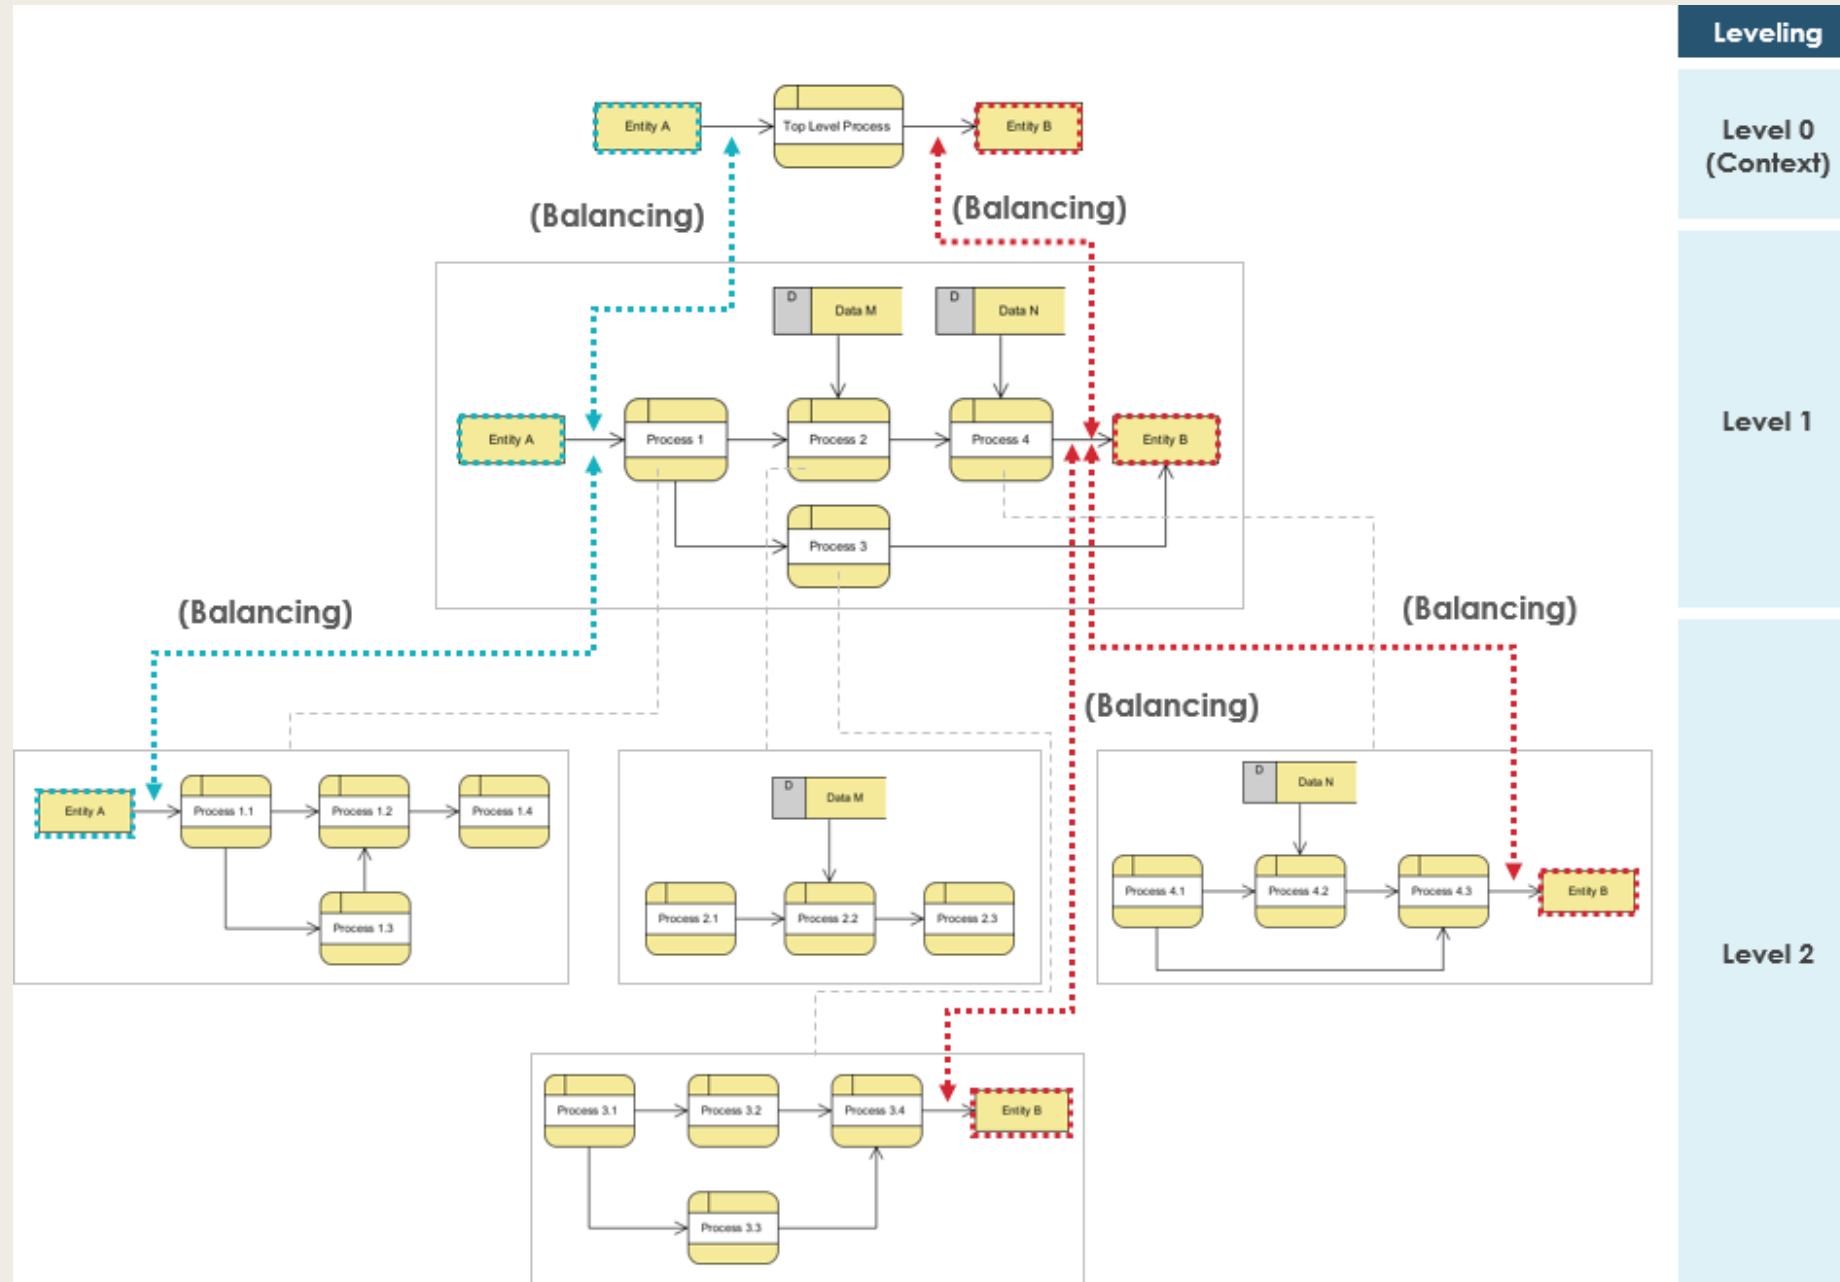 Leveling
Entity A
Top Level Process
Entity B
Level 0
(Context)
(Balancing)
(Balancing)
D
Data M
D
Data N
Entity A
Process 1
Process 2
Process 4
Entity B
Level 1
Process 3
(Balancing)
(Balancing)
(Balancing)
D
Data M
D
Data N
Entity A
Process 1.1
Process 1.2
Process 1.4
Process 4.1
Process 4.2
Process 4.3
Entity B
Process 1.3
Process 2.1
Process 2.2
Process 2.3
Level 2
Process 3.1
Process 3.2
Process 3.4
Entity B
Process 3.3